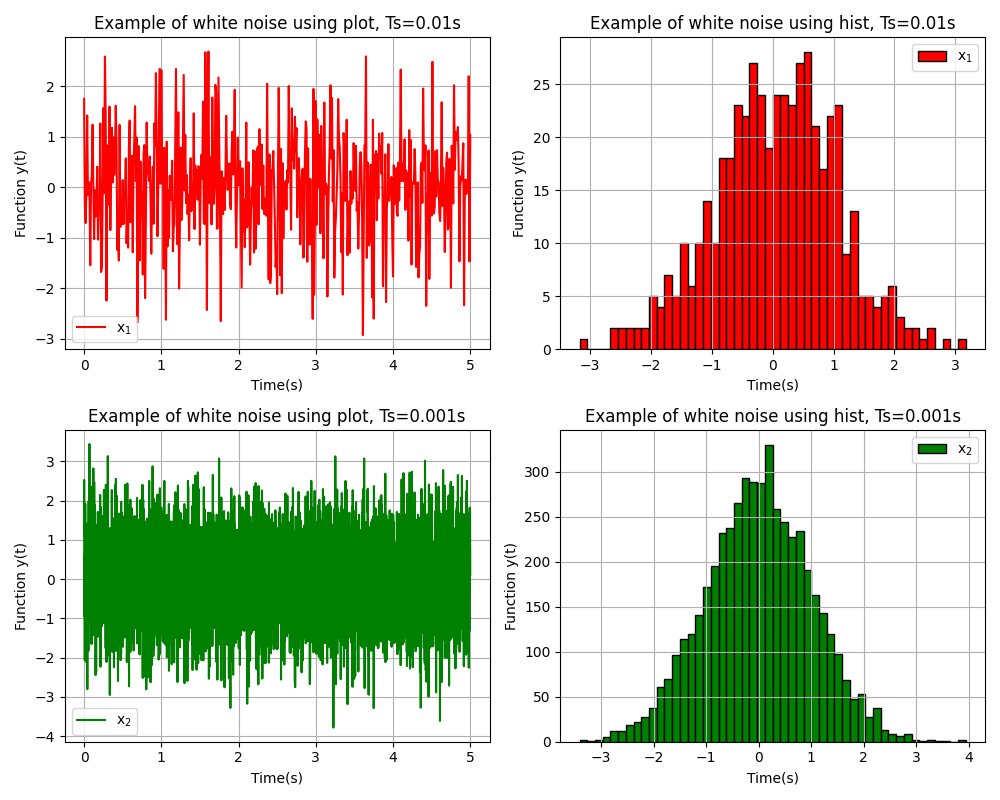 Example of white noise using plot, Ts=0.01s
Function y(t)
2
1
0
−1
−2
−3
x₁
0 1 2 3 4 5
Time(s)
Example of white noise using hist, Ts=0.01s
Function y(t)
25
20
15
10
5
0
x₁
−3 −2 −1 0 1 2 3
Time(s)
Example of white noise using plot, Ts=0.001s
Function y(t)
3
2
1
0
−1
−2
−3
−4
x₂
0 1 2 3 4 5
Time(s)
Example of white noise using hist, Ts=0.001s
Function y(t)
300
250
200
150
100
50
0
x₂
−3 −2 −1 0 1 2 3 4
Time(s)